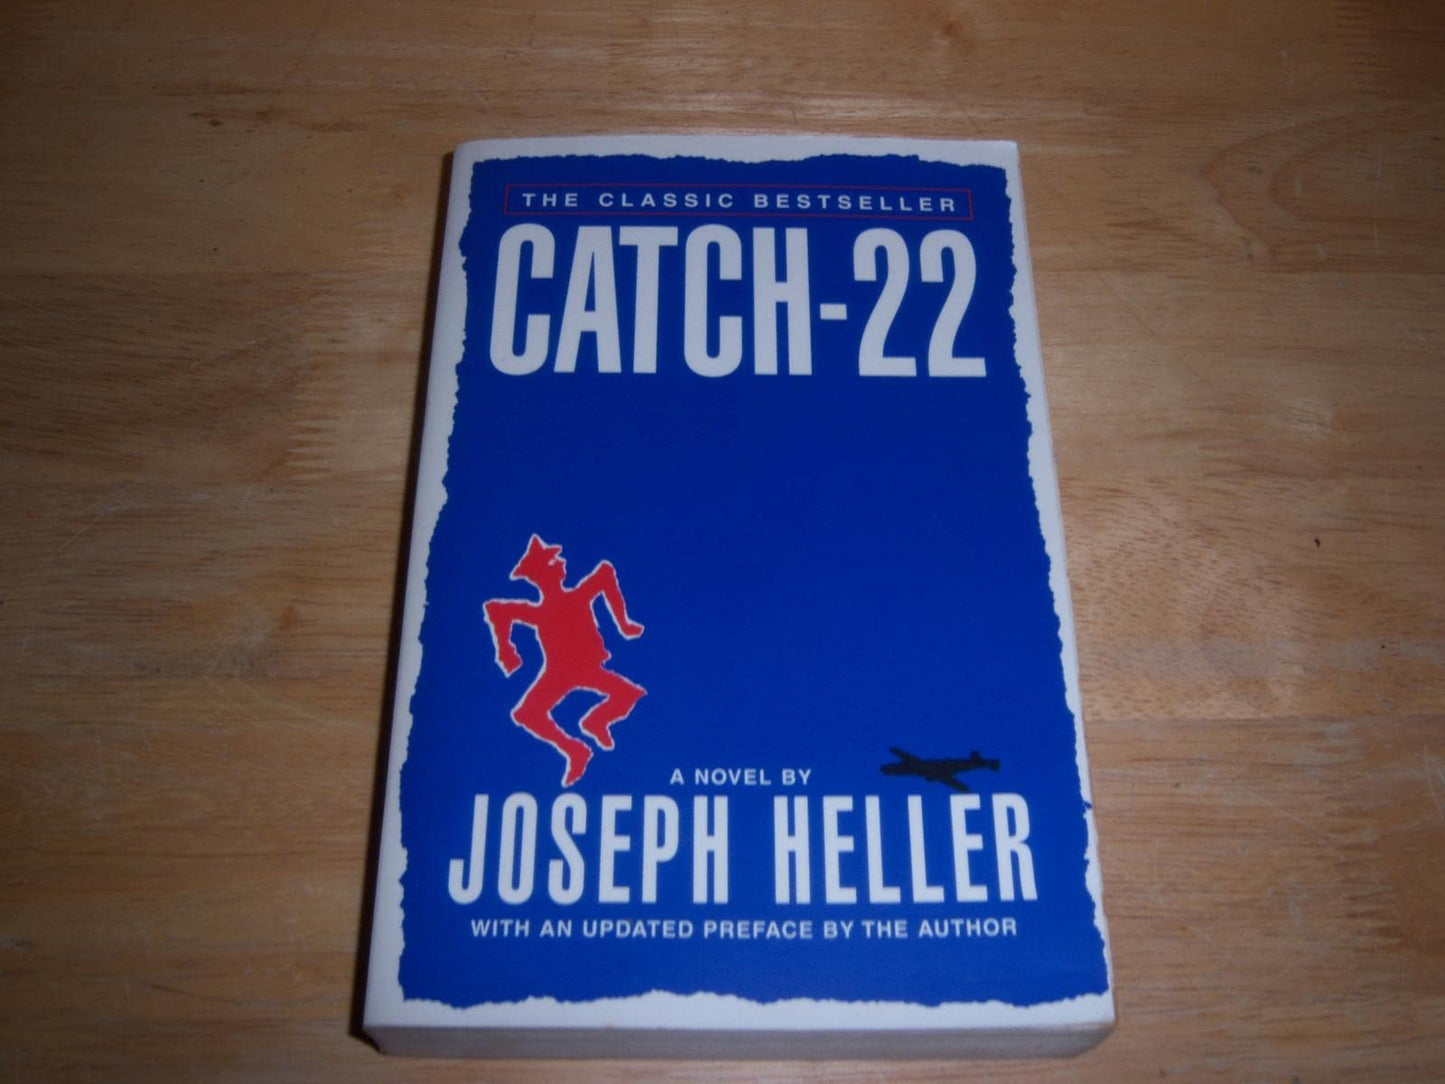 THE CLASSIC BESTSELLER
CATCH-22
A NOVEL BY
JOSEPH HELLER
WITH AN UPDATED PREFACE BY THE AUTHOR